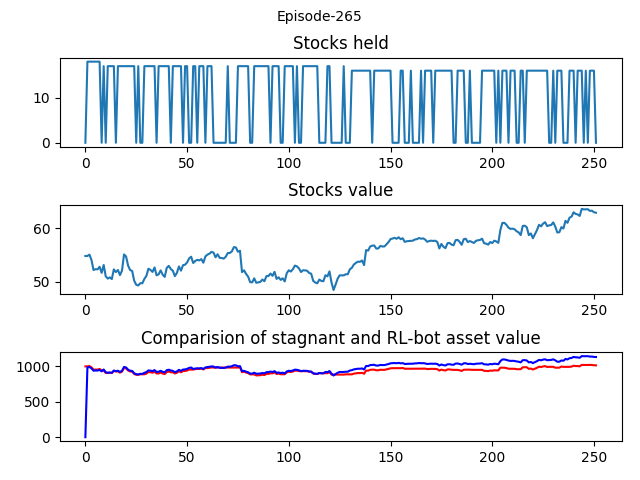 Episode-265
Stocks held
10
0
0 50 100 150 200 250
Stocks value
60
50
0 50 100 150 200 250
Comparision of stagnant and RL-bot asset value
1000
500
0
0 50 100 150 200 250